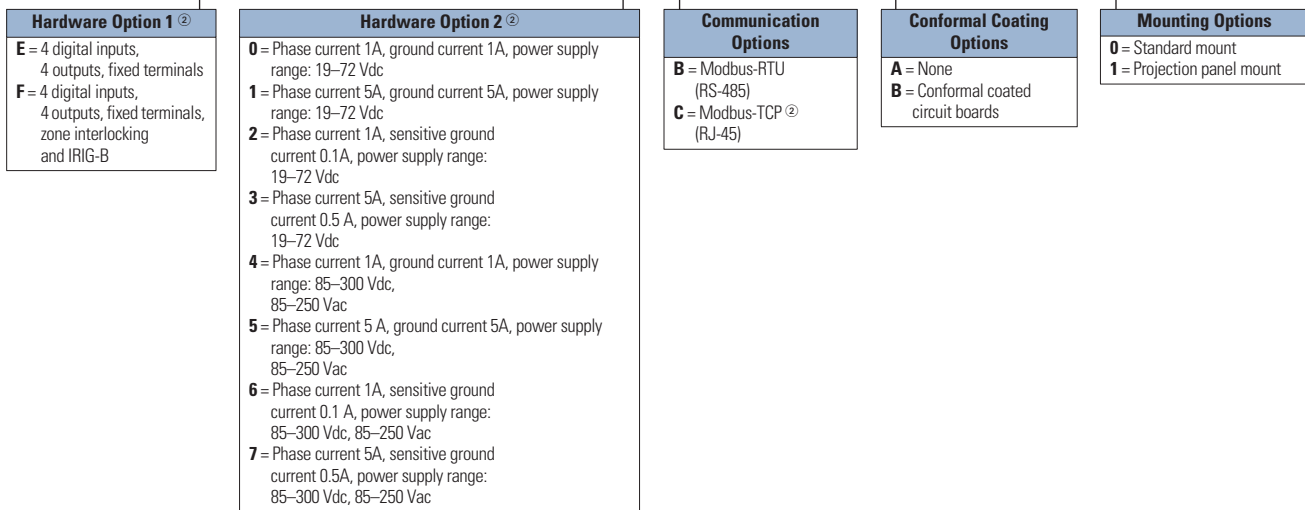 Hardware Option 1 ②
E = 4 digital inputs,
4 outputs, fixed terminals
F = 4 digital inputs,
4 outputs, fixed terminals,
zone interlocking
and IRIG-B
Hardware Option 2 ②
0 = Phase current 1A, ground current 1A, power supply
range: 19–72 Vdc
1 = Phase current 5A, ground current 5A, power supply
range: 19–72 Vdc
2 = Phase current 1A, sensitive ground
current 0.1A, power supply range:
19–72 Vdc
3 = Phase current 5A, sensitive ground
current 0.5 A, power supply range:
19–72 Vdc
4 = Phase current 1A, ground current 1A, power supply
range: 85–300 Vdc,
85–250 Vac
5 = Phase current 5 A, ground current 5A, power supply
range: 85–300 Vdc,
85–250 Vac
6 = Phase current 1A, sensitive ground
current 0.1 A, power supply range:
85–300 Vdc, 85–250 Vac
7 = Phase current 5A, sensitive ground
current 0.5A, power supply range:
85–300 Vdc, 85–250 Vac
Communication
Options
B = Modbus-RTU
(RS-485)
C = Modbus-TCP ②
(RJ-45)
Conformal Coating
Options
A = None
B = Conformal coated
circuit boards
Mounting Options
0 = Standard mount
1 = Projection panel mount